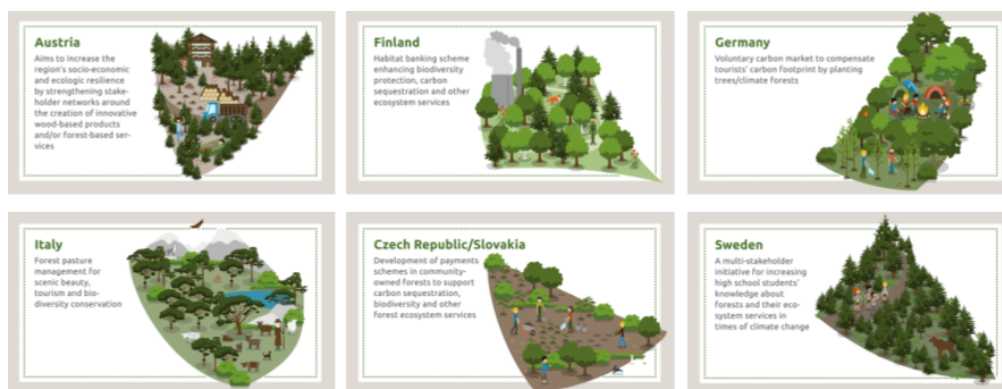 Austria
Aims to increase the
region's socio-economic
and ecologic resilience
by strengthening stake-
holder networks around
the creation of innovative
wood-based products
and/or forest-based ser-
vices
Finland
Habitat banking scheme
enhancing biodiversity
protection, carbon
sequestration and other
ecosystem services
Germany
Voluntary carbon market to compensate
tourists' carbon footprint by planting
trees/climate forests
Italy
Forest pasture
management for
scenic beauty,
tourism and bio-
diversity conservation
Czech Republic/Slovakia
Development of payments
schemes in community-
owned forests to support
carbon sequestration,
biodiversity and other
forest ecosystem services
Sweden
A multi-stakeholder
initiative for increasing
high school students'
knowledge about
forests and their eco-
system services in
times of climate change